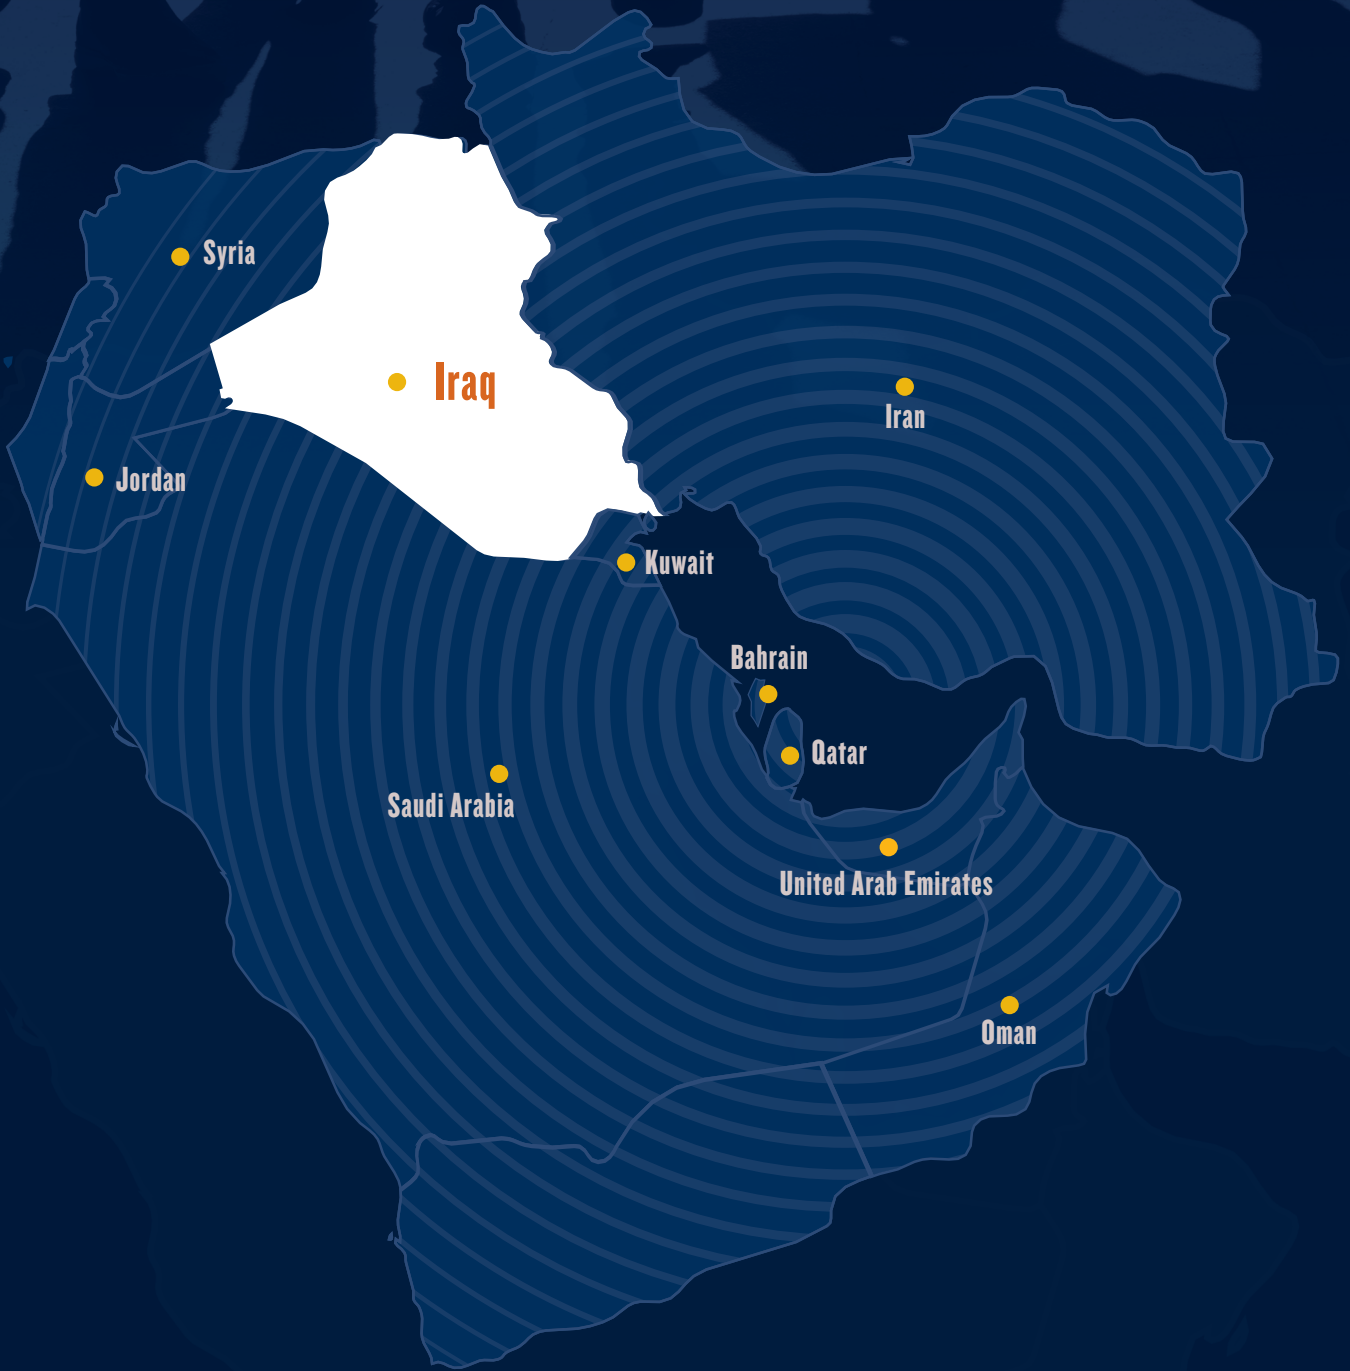 Syria
Iraq
Iran
Jordan
Kuwait
Bahrain
Qatar
Saudi Arabia
United Arab Emirates
Oman